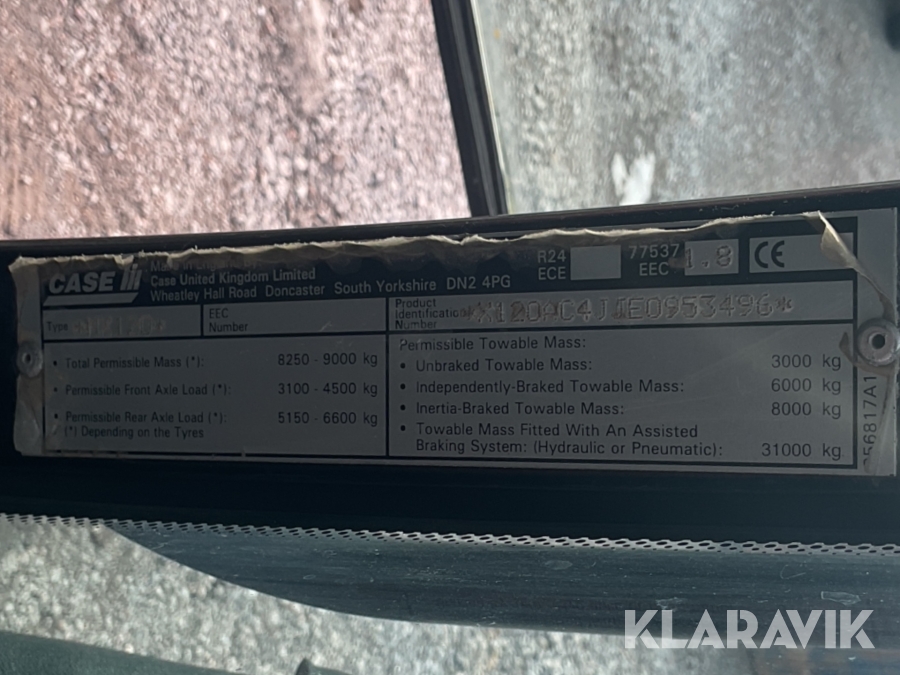 CASE III
Case United Kingdom Limited
Wheatley Hall Road Doncaster South Yorkshire DN2 4PG
R24
ECE
77537
EEC
1.8
CE
Type
EEC
Number
Product
Identification
Number
• Total Permissible Mass (*): 8250 - 9000 kg
• Permissible Front Axle Load (*): 3100 - 4500 kg
• Permissible Rear Axle Load (*): 5150 - 6600 kg
(*) Depending on the Tyres
Permissible Towable Mass:
• Unbraked Towable Mass: 3000 kg
• Independently-Braked Towable Mass: 6000 kg
• Inertia-Braked Towable Mass: 8000 kg
• Towable Mass Fitted With An Assisted
Braking System: (Hydraulic or Pneumatic): 31000 kg
KLARAVIK